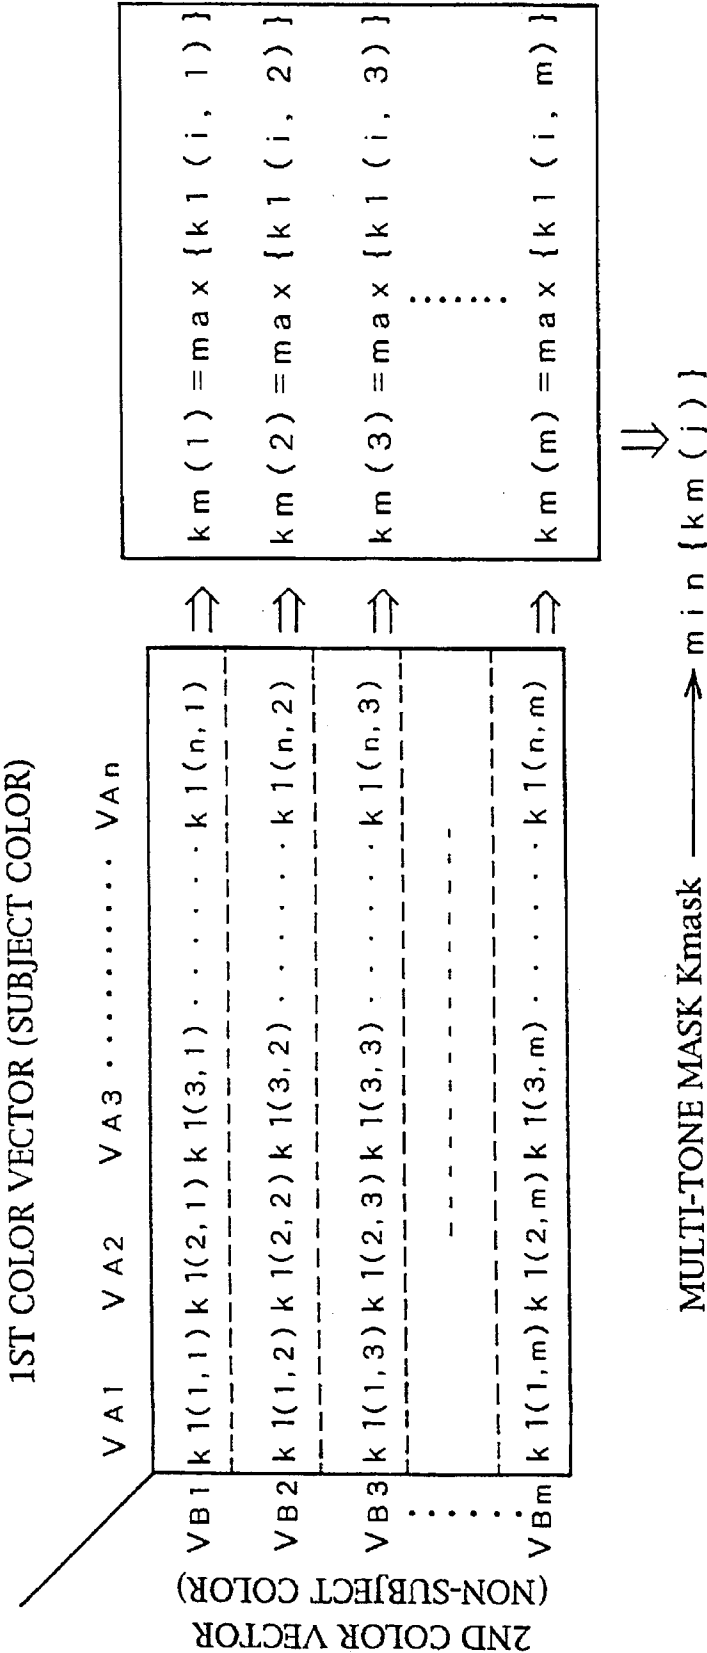 1ST COLOR VECTOR (SUBJECT COLOR)
VA1 VA2 VA3 ·········· VAn
2ND COLOR VECTOR
(NON-SUBJECT COLOR)
VB1 k1(1,1) k1(2,1) k1(3,1) ······· k1(n,1) ⇒ km(1)=max{k1(i, 1)}
VB2 k1(1,2) k1(2,2) k1(3,2) ······· k1(n,2) ⇒ km(2)=max{k1(i, 2)}
VB3 k1(1,3) k1(2,3) k1(3,3) ······· k1(n,3) ⇒ km(3)=max{k1(i, 3)}
VBm k1(1,m) k1(2,m) k1(3,m) ······· k1(n,m) ⇒ km(m)=max{k1(i, m)}
MULTI-TONE MASK Kmask → min{km(j)}